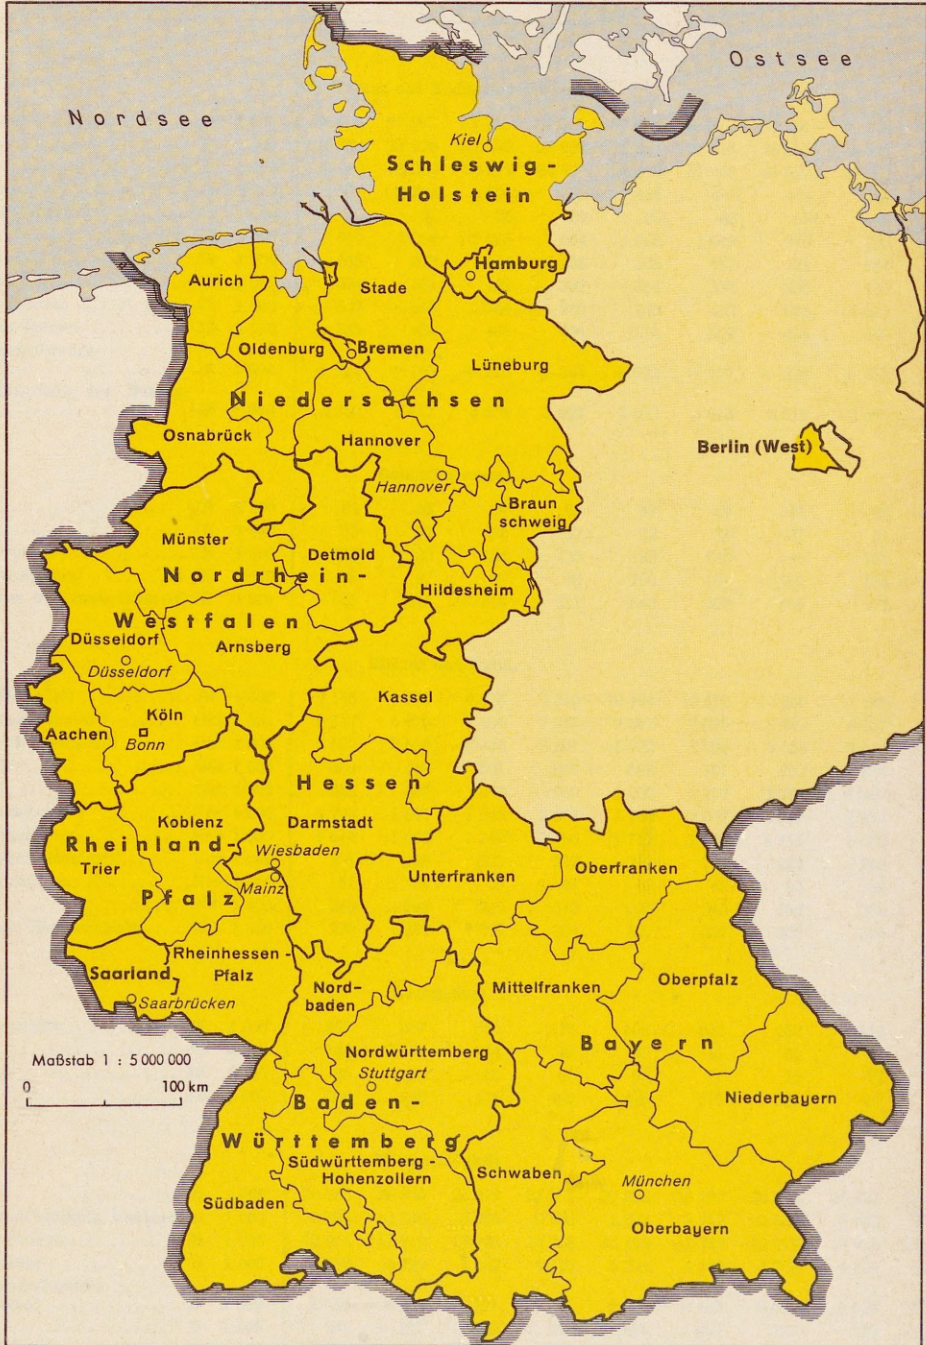 Ostsee
Nordsee
Kiel
Schleswig-
Holstein
Hamburg
Aurich
Stade
Oldenburg
Bremen
Lüneburg
Niedersachsen
Osnabrück
Hannover
Hannover
Berlin (West)
Braun
schweig
Münster
Detmold
Nordrhein-
Hildesheim
Westfalen
Düsseldorf
Arnsberg
Düsseldorf
Kassel
Aachen
Köln
Bonn
Hessen
Koblenz
Darmstadt
Rheinland-
Trier
Wiesbaden
Mainz
Pfalz
Unterfranken
Oberfranken
Rheinhessen-
Pfalz
Saarland
Saarbrücken
Nord-
baden
Mittelfranken
Oberpfalz
Bayern
Maßstab 1 : 5 000 000
0 100 km
Nordwürttemberg
Stuttgart
Baden-
Württemberg
Niederbayern
Südwürttemberg-
Hohenzollern
Südbaden
Schwaben
München
Oberbayern